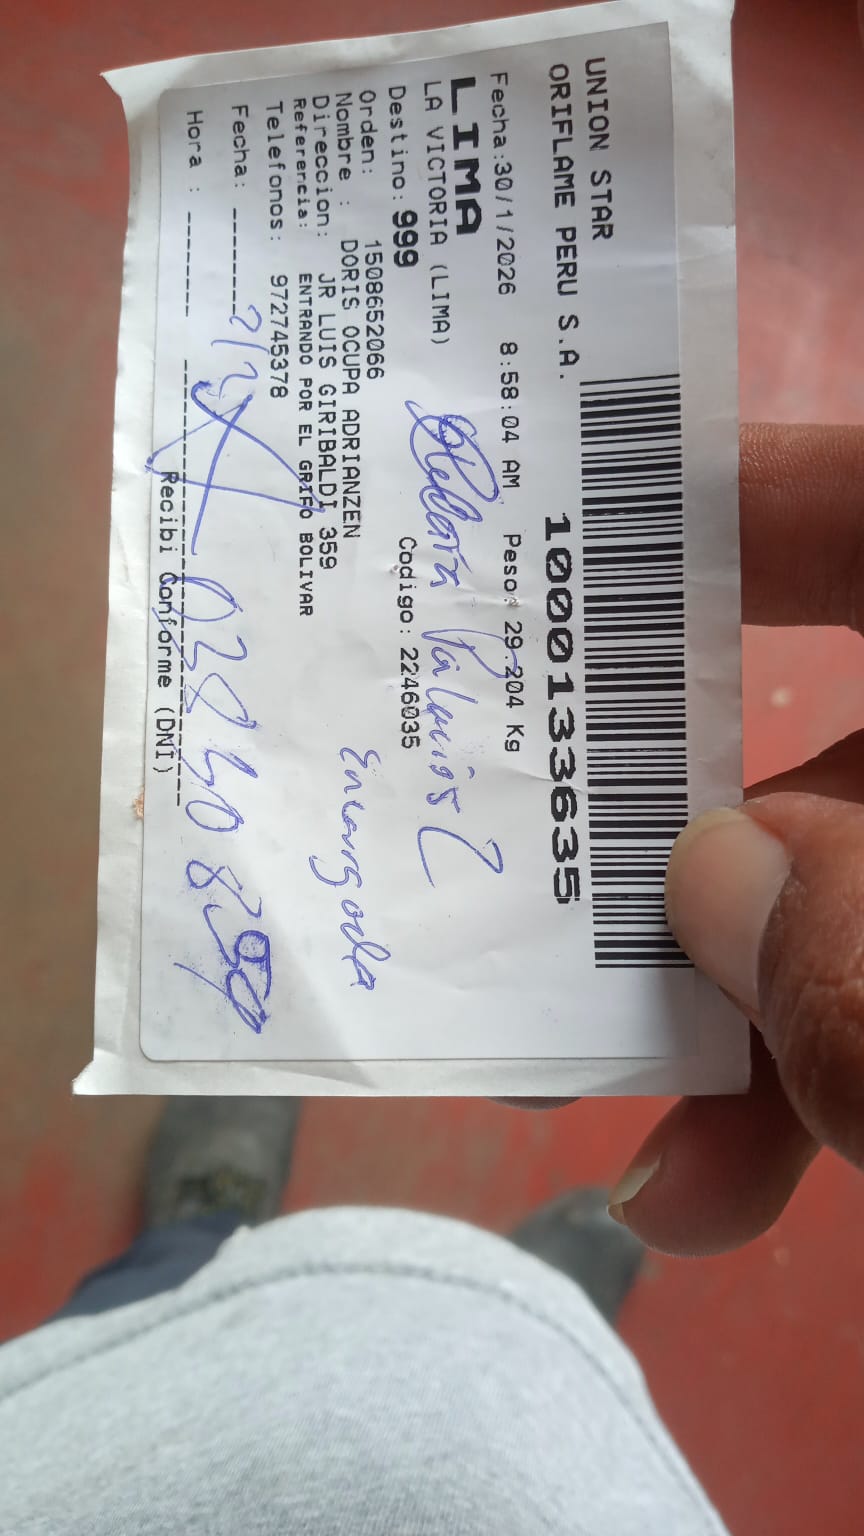 UNION STAR
ORIFLAME PERU S.A.
1000133635
Fecha:30/1/2026 8:58:04 AM Peso: 29.204 Kg
LIMA
LA VICTORIA (LIMA)
Destino: 999 Codigo: 2246035
Orden: 1508652066
Nombre : DORIS OCUPA ADRIANZEN
Direccion: JR LUIS GIRIBALDI 359
Referencia: ENTRANDO POR EL GRIFO BOLIVAR
Telefonos: 972745378
Encargada
Fecha:
Hora :
Recibi Conforme (DNI)